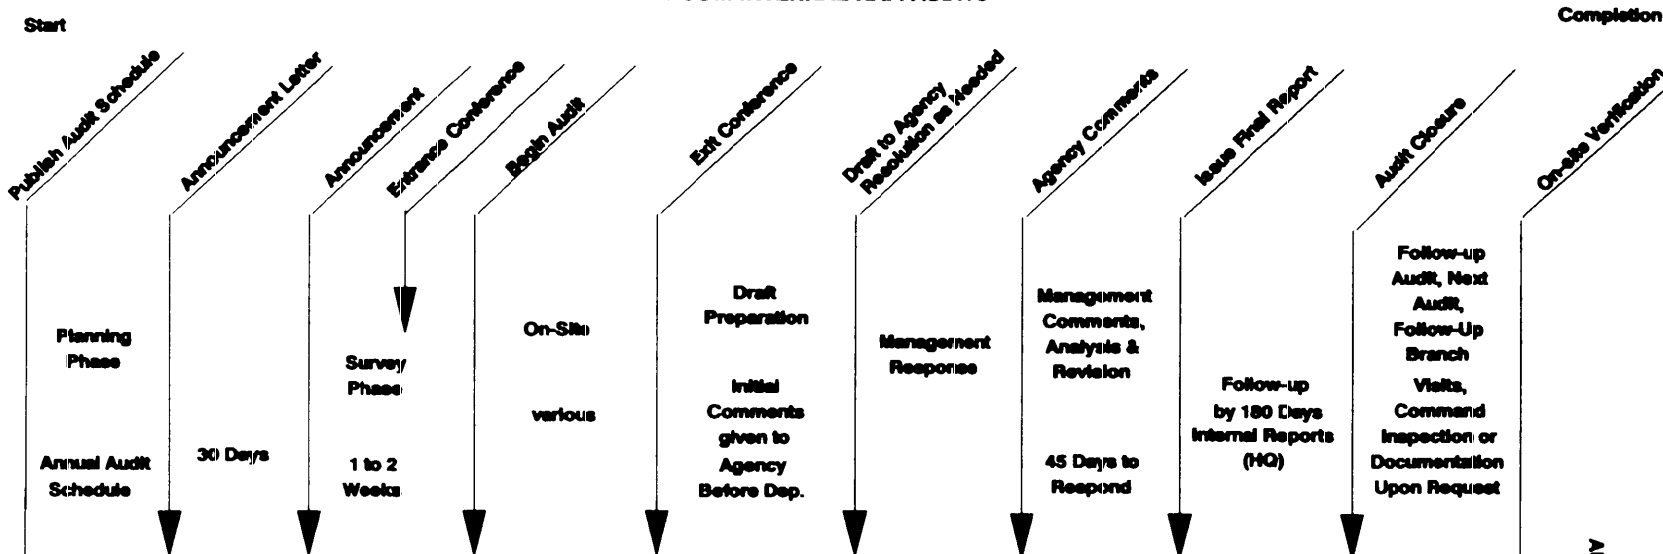 Start
Completion
Publish Audit Schedule
Announcement Letter
Announcement
Entrance Conference
Begin Audit
Exit Conference
Draft to Agency
Resolution as Needed
Agency Comments
Issue Final Report
Audit Closure
On-site Verification
Planning
Phase
Annual Audit
Schedule
30 Days
Survey
Phase
1 to 2
Weeks
On-Site
various
Draft
Preparation
Initial
Comments
given to
Agency
Before Dep.
Management
Response
Management
Comments,
Analysis &
Revision
45 Days to
Respond
Follow-up
by 180 Days
Internal Reports
(HQ)
Follow-up
Audit, Next
Audit,
Follow-Up
Branch
Visits,
Command
Inspection or
Documentation
Upon Request